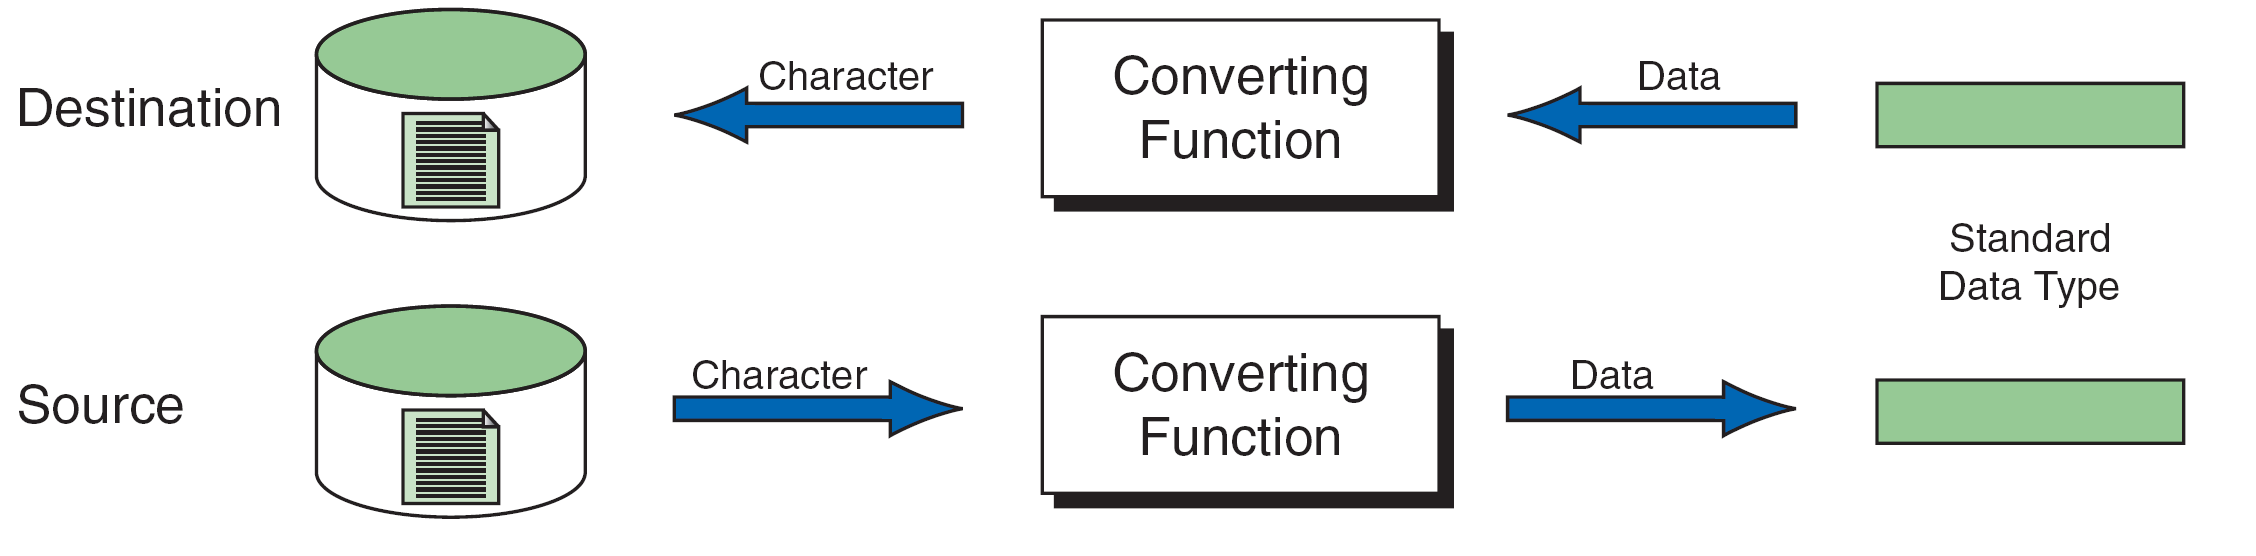 Destination
Character
Converting
Function
Data
Standard
Data Type
Source
Character
Converting
Function
Data